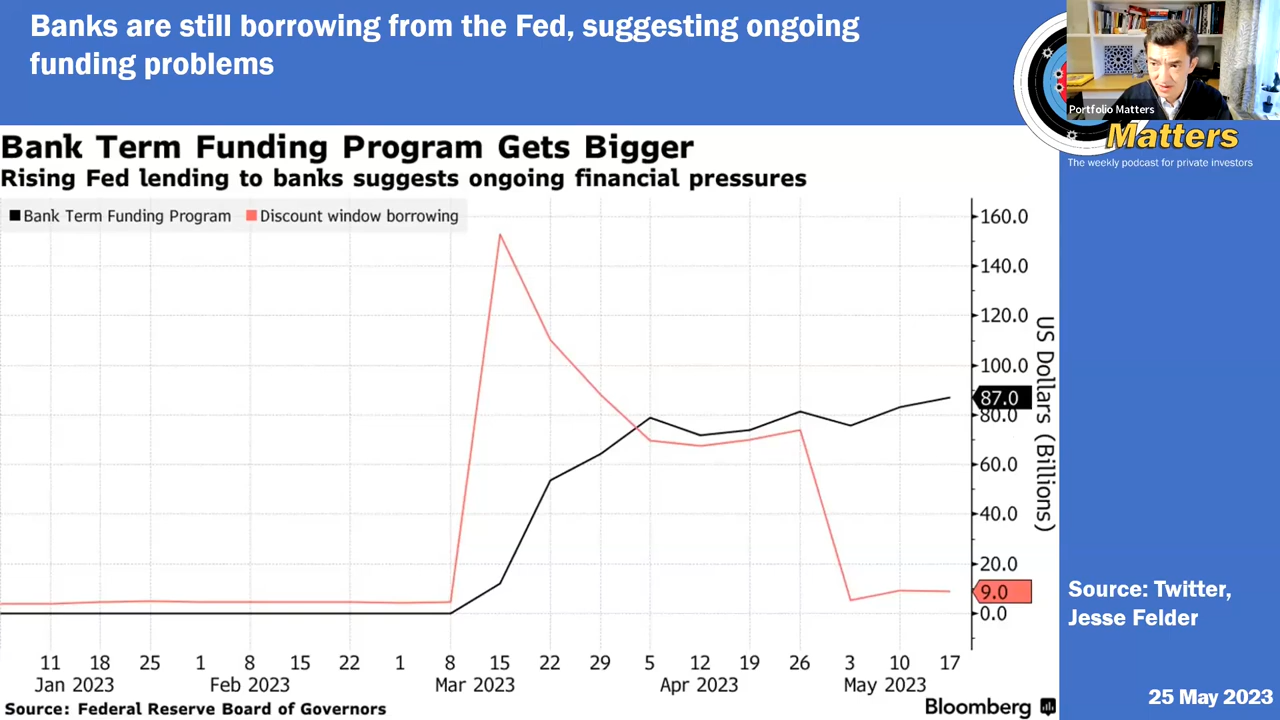 Banks are still borrowing from the Fed, suggesting ongoing
funding problems
Portfolio Matters
Matters
The weekly podcast for private investors
Bank Term Funding Program Gets Bigger
Rising Fed lending to banks suggests ongoing financial pressures
Bank Term Funding Program Discount window borrowing
160.0
140.0
120.0
100.0
87.0
80.0
60.0
40.0
20.0
9.0
0.0
US Dollars (Billions)
11 18 25 1 8 15 22 1 8 15 22 29 5 12 19 26 3 10 17
Jan 2023 Feb 2023 Mar 2023 Apr 2023 May 2023
Source: Federal Reserve Board of Governors
Bloomberg
Source: Twitter,
Jesse Felder
25 May 2023